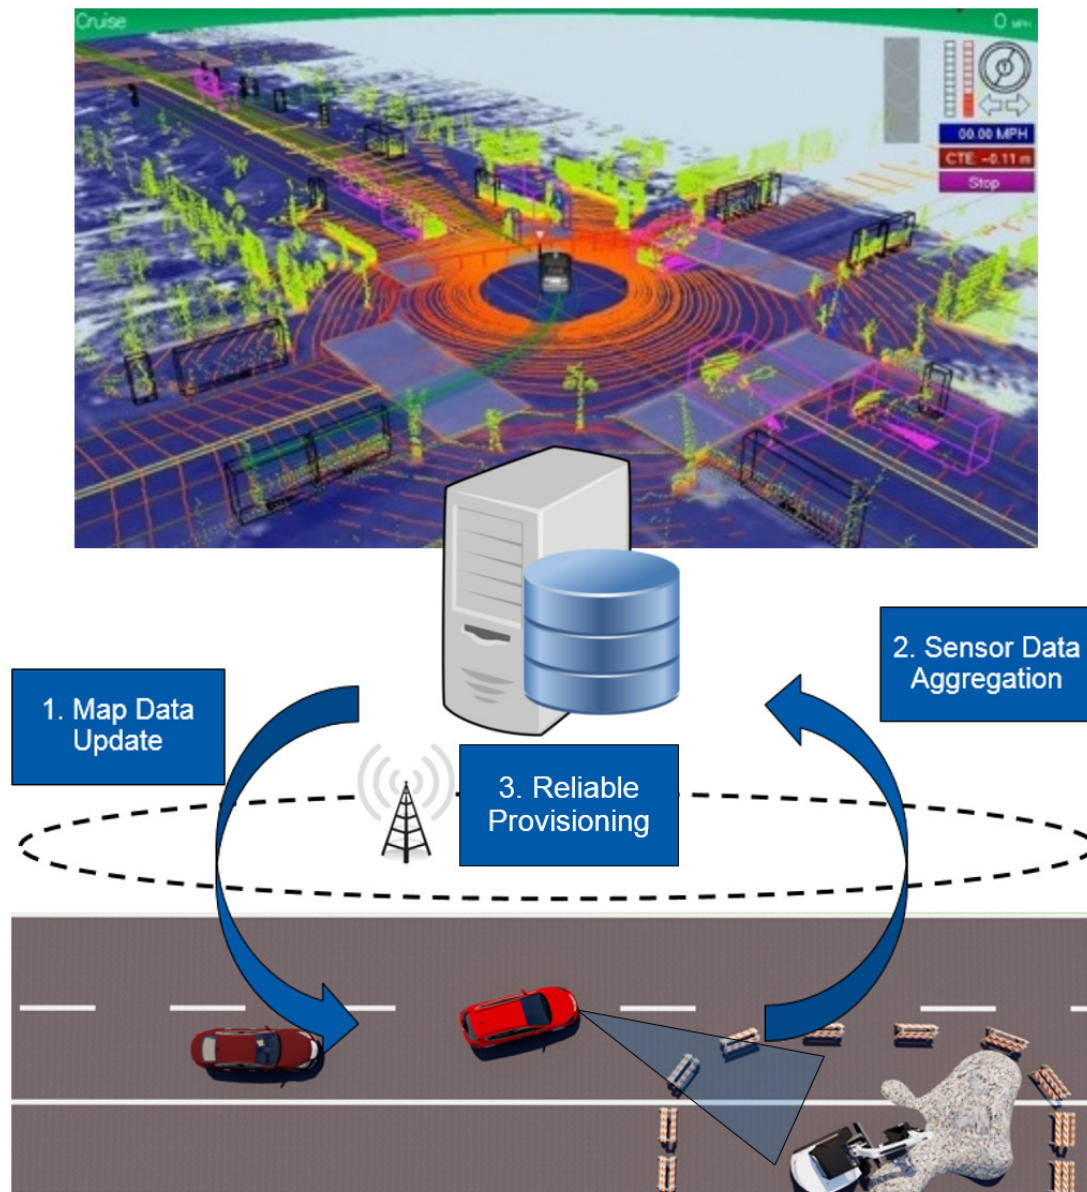 Cruise
0 MPH
00.00 MPH
CTE: -0.11 m
Stop
2. Sensor Data
Aggregation
1. Map Data
Update
3. Reliable
Provisioning